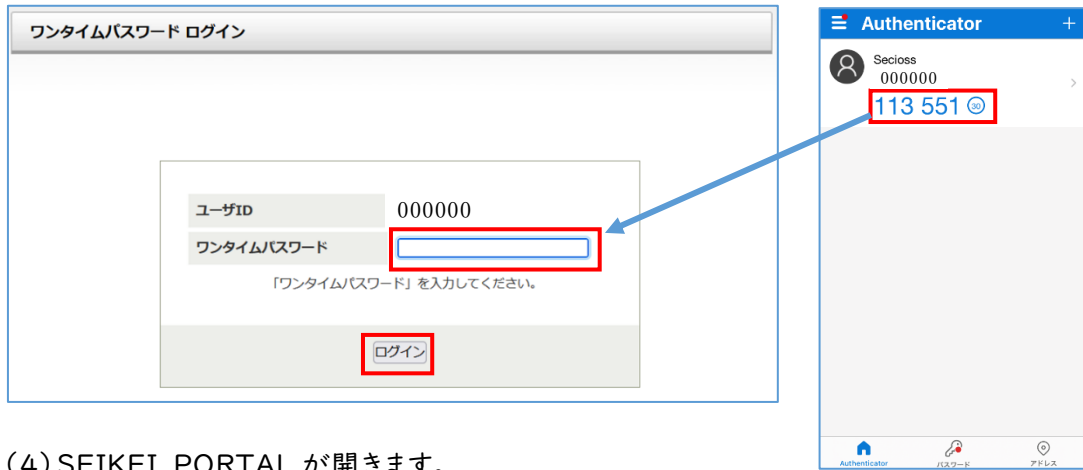 ワンタイムパスワード ログイン
ユーザID 000000
ワンタイムパスワード
「ワンタイムパスワード」を入力してください。
ログイン
Authenticator +
Secioss
000000
113 551 30
Authenticator パスワード アドレス
(4)SEIKEI PORTAL が開きます。